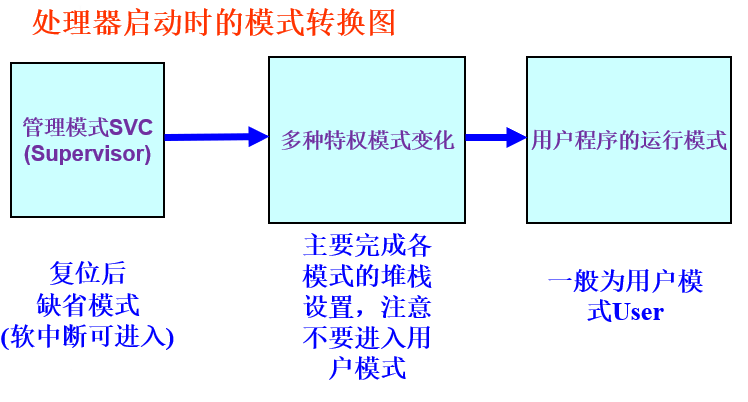 处理器启动时的模式转换图
管理模式SVC
(Supervisor)
多种特权模式变化
用户程序的运行模式
复位后
缺省模式
(软中断可进入)
主要完成各
模式的堆栈
设置，注意
不要进入用
户模式
一般为用户模
式User